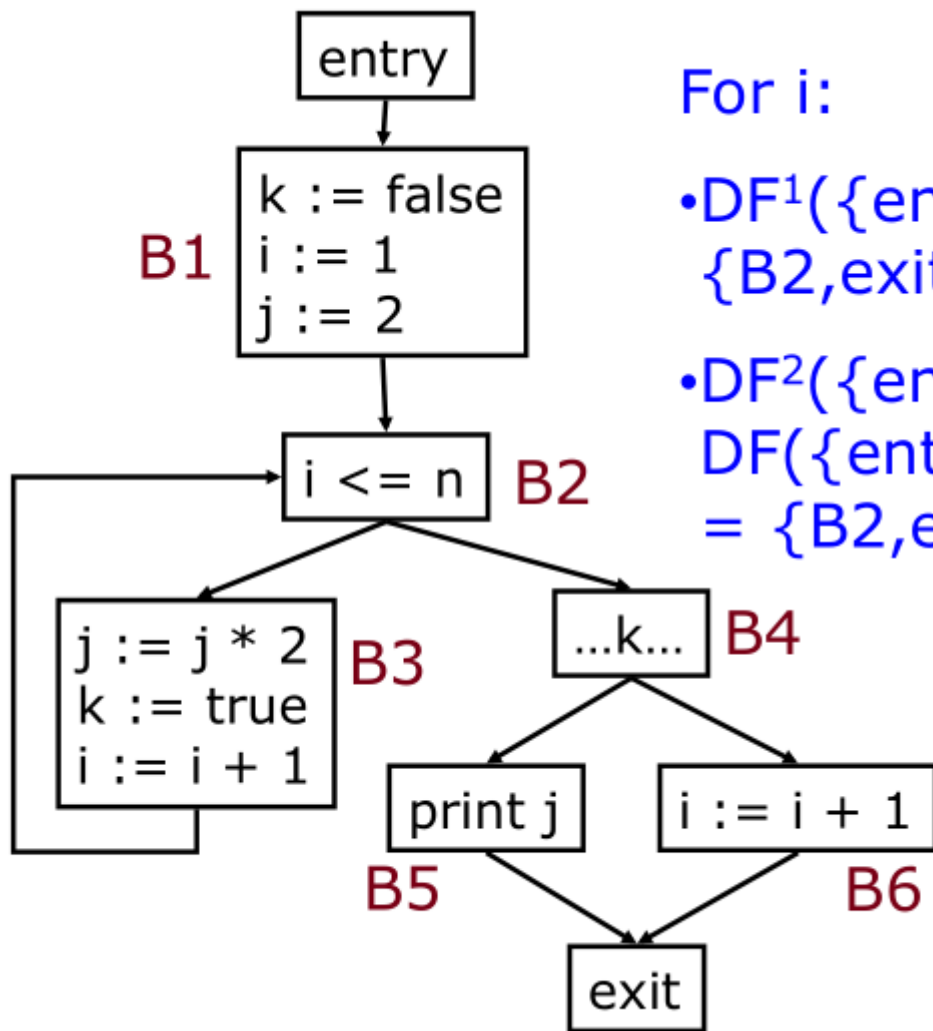 entry
For i:
k := false
i := 1
j := 2
B1
•DF¹({en
{B2,exit
•DF²({en
DF({ent
= {B2,e
i <= n
B2
j := j * 2
k := true
i := i + 1
B3
...k...
B4
print j
i := i + 1
B5
B6
exit